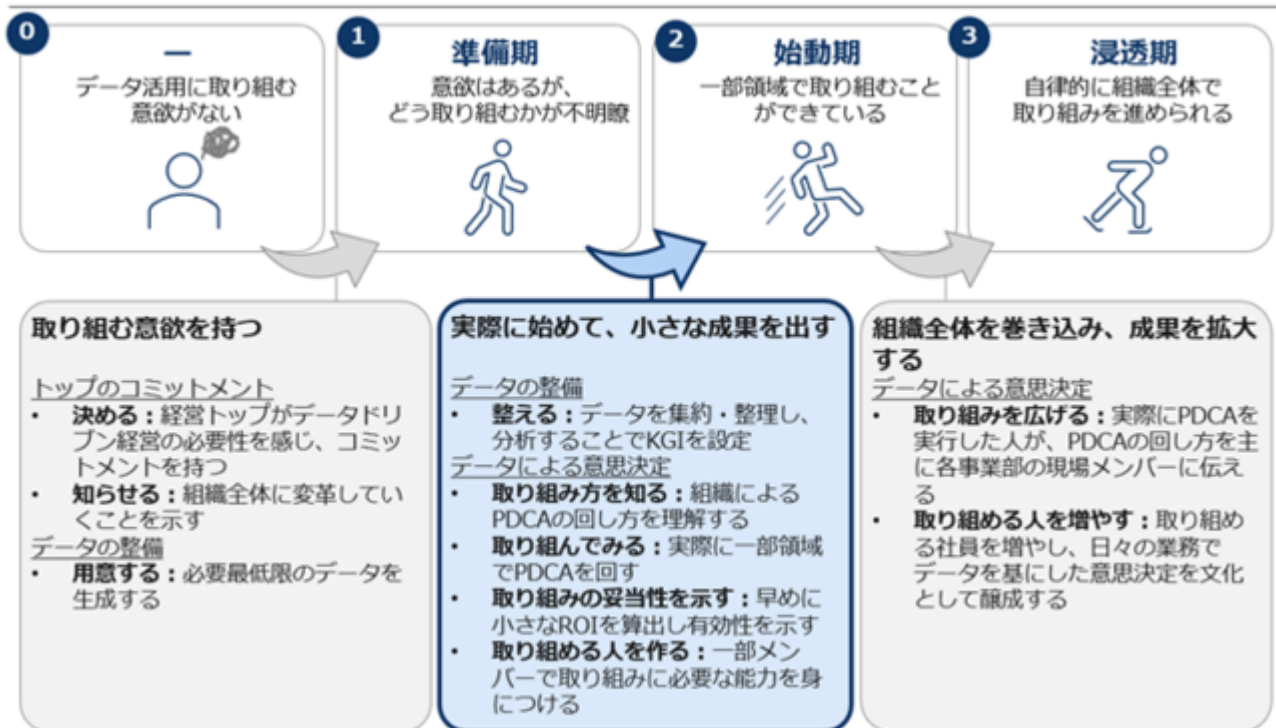 0
ー
データ活用に取り組む
意欲がない
1
準備期
意欲はあるが、
どう取り組むかが不明瞭
2
始動期
一部領域で取り組むこと
ができている
3
浸透期
自律的に組織全体で
取り組みを進められる
取り組む意欲を持つ
トップのコミットメント
• 決める：経営トップがデータドリ
ブン経営の必要性を感じ、コミッ
トメントを持つ
• 知らせる：組織全体に変革してい
くことを示す
データの整備
• 用意する：必要最低限のデータを
生成する
実際に始めて、小さな成果を出す
データの整備
• 整える：データを集約・整理し、
分析することでKGIを設定
データによる意思決定
• 取り組み方を知る：組織による
PDCAの回し方を理解する
• 取り組んでみる：実際に一部領域
でPDCAを回す
• 取り組みの妥当性を示す：早めに
小さなROIを算出し有効性を示す
• 取り組める人を作る：一部メン
バーで取り組みに必要な能力を身
につける
組織全体を巻き込み、成果を拡大
する
データによる意思決定
• 取り組みを広げる：実際にPDCAを
実行した人が、PDCAの回し方を主
に各事業部の現場メンバーに伝え
る
• 取り組める人を増やす：取り組め
る社員を増やし、日々の業務で
データを基にした意思決定を文化
として醸成する